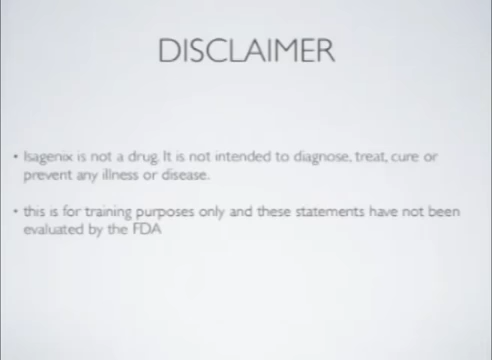 DISCLAIMER
• Isagenix is not a drug. It is not intended to diagnose, treat, cure or
prevent any illness or disease.
• this is for training purposes only and these statements have not been
evaluated by the FDA